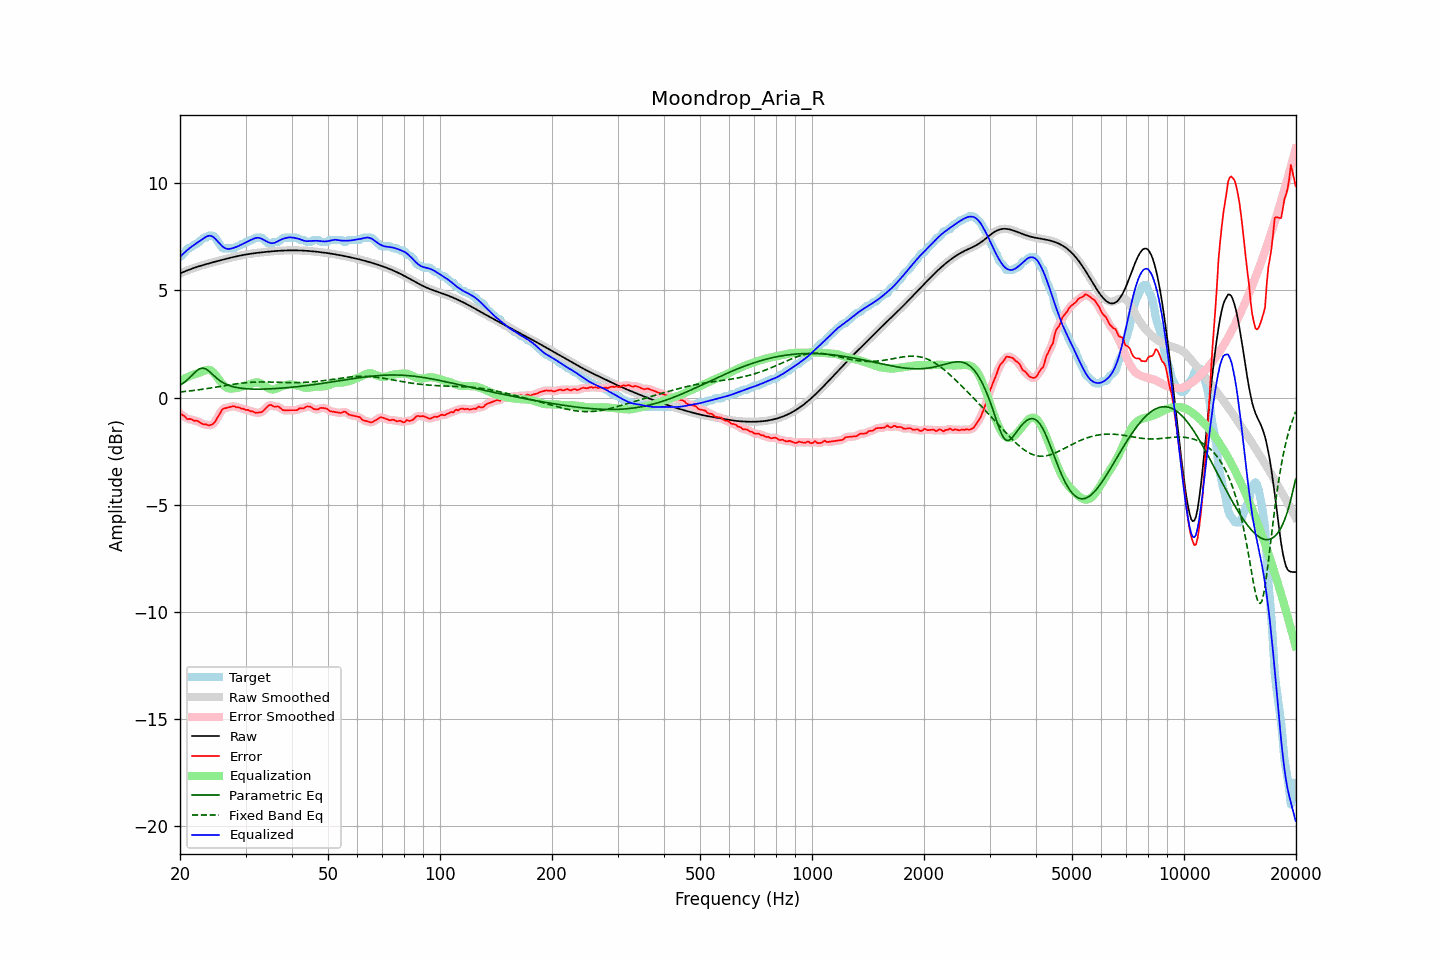 Moondrop_Aria_R
Amplitude (dBr)
10
5
0
−5
−10
−15
−20
Target
Raw Smoothed
Error Smoothed
Raw
Error
Equalization
Parametric Eq
Fixed Band Eq
Equalized
20 50 100 200 500 1000 2000 5000 10000 20000
Frequency (Hz)